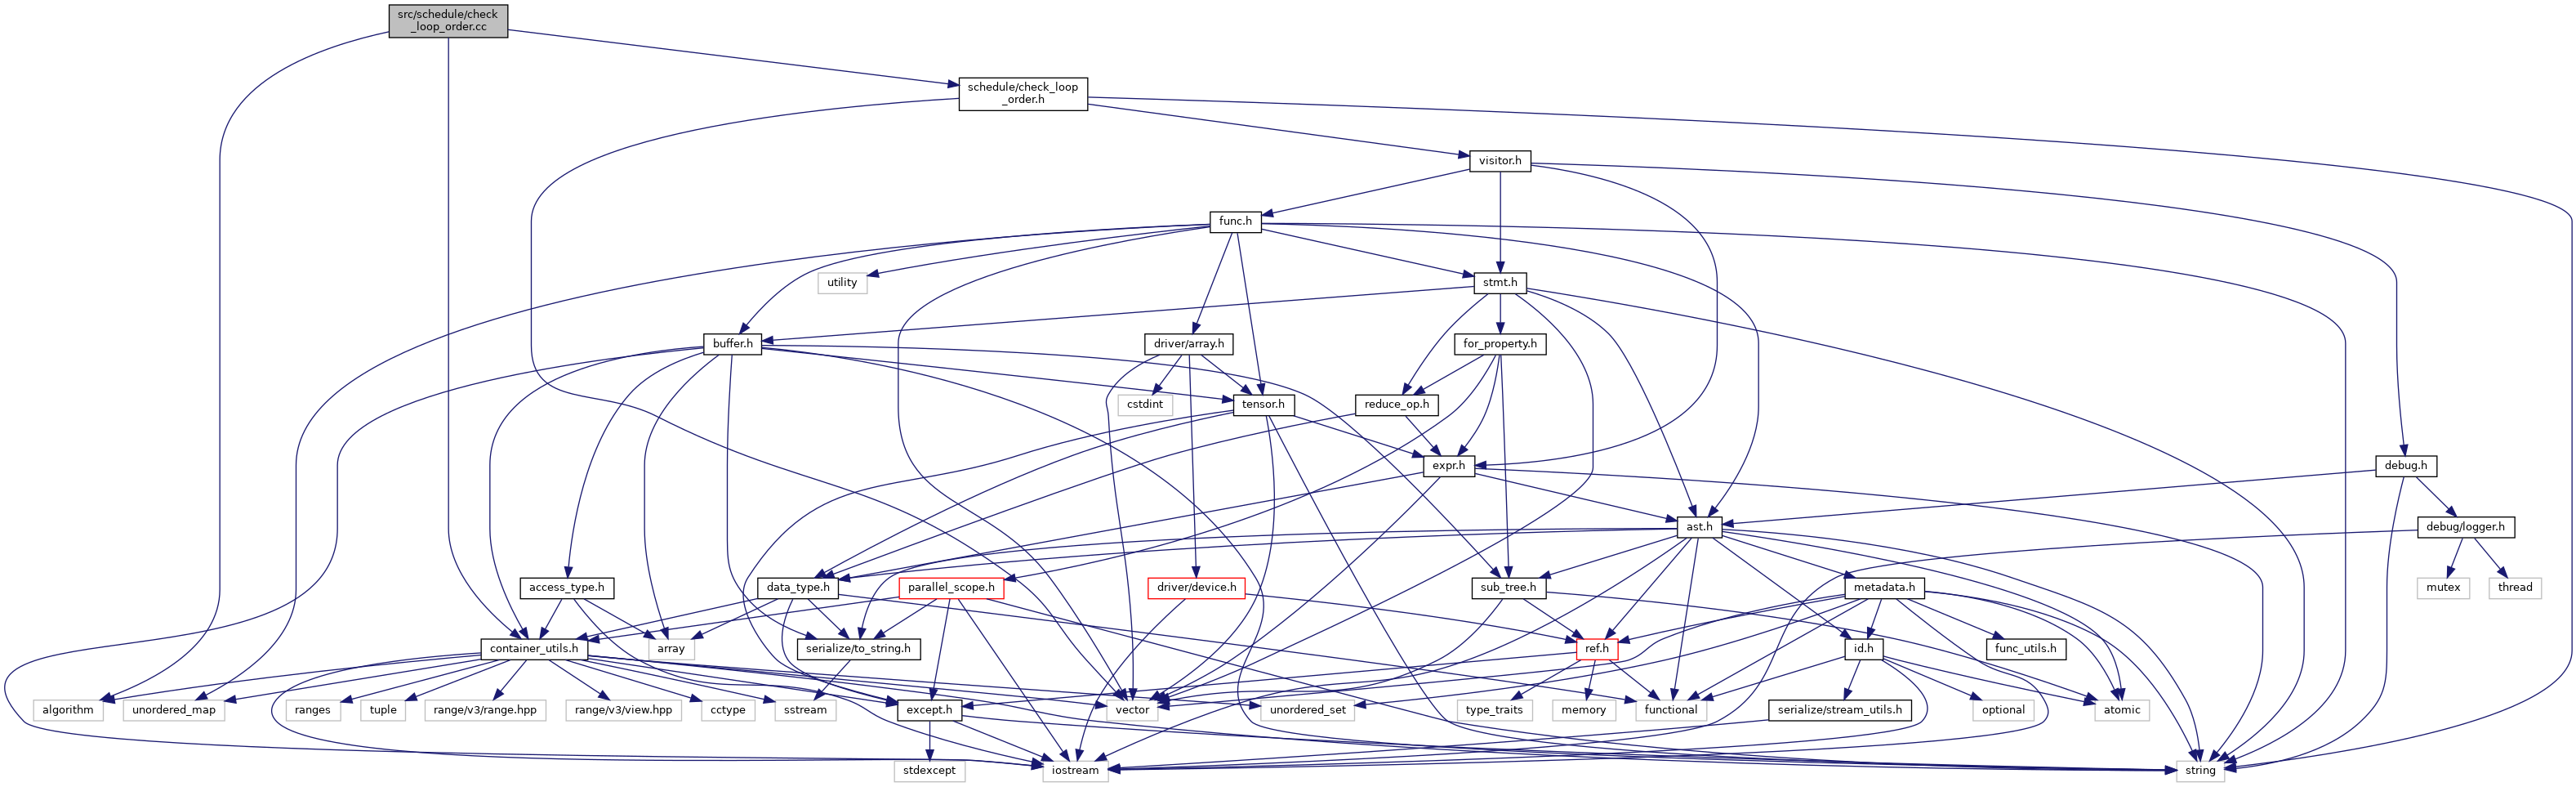 src/schedule/check
_loop_order.cc
schedule/check_loop
_order.h
visitor.h
func.h
utility
stmt.h
buffer.h
driver/array.h
for_property.h
cstdint
tensor.h
reduce_op.h
expr.h
debug.h
ast.h
debug/logger.h
access_type.h
data_type.h
parallel_scope.h
driver/device.h
sub_tree.h
metadata.h
mutex
thread
container_utils.h
array
serialize/to_string.h
ref.h
id.h
func_utils.h
algorithm
unordered_map
ranges
tuple
range/v3/range.hpp
range/v3/view.hpp
cctype
sstream
except.h
vector
unordered_set
type_traits
memory
functional
serialize/stream_utils.h
optional
atomic
stdexcept
iostream
string